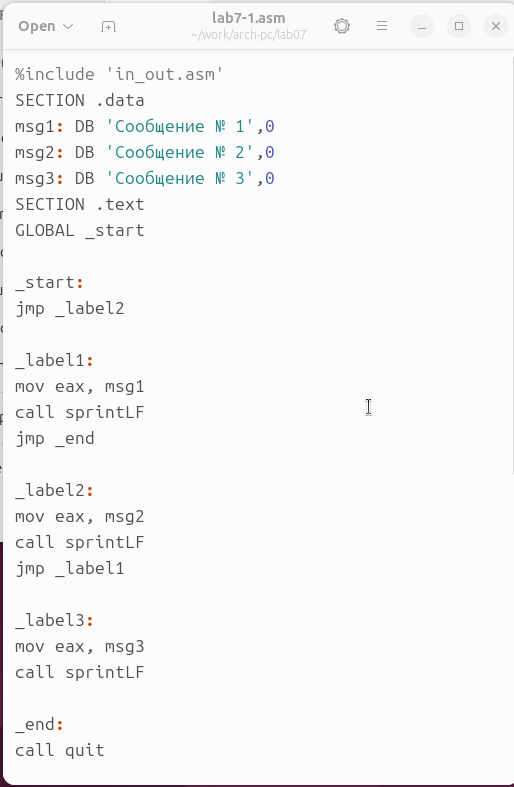 Open
lab7-1.asm
~/work/arch-pc/lab07
%include 'in_out.asm'
SECTION .data
msg1: DB 'Сообщение № 1',0
msg2: DB 'Сообщение № 2',0
msg3: DB 'Сообщение № 3',0
SECTION .text
GLOBAL _start
_start:
jmp _label2
_label1:
mov eax, msg1
call sprintLF
jmp _end
_label2:
mov eax, msg2
call sprintLF
jmp _label1
_label3:
mov eax, msg3
call sprintLF
_end:
call quit